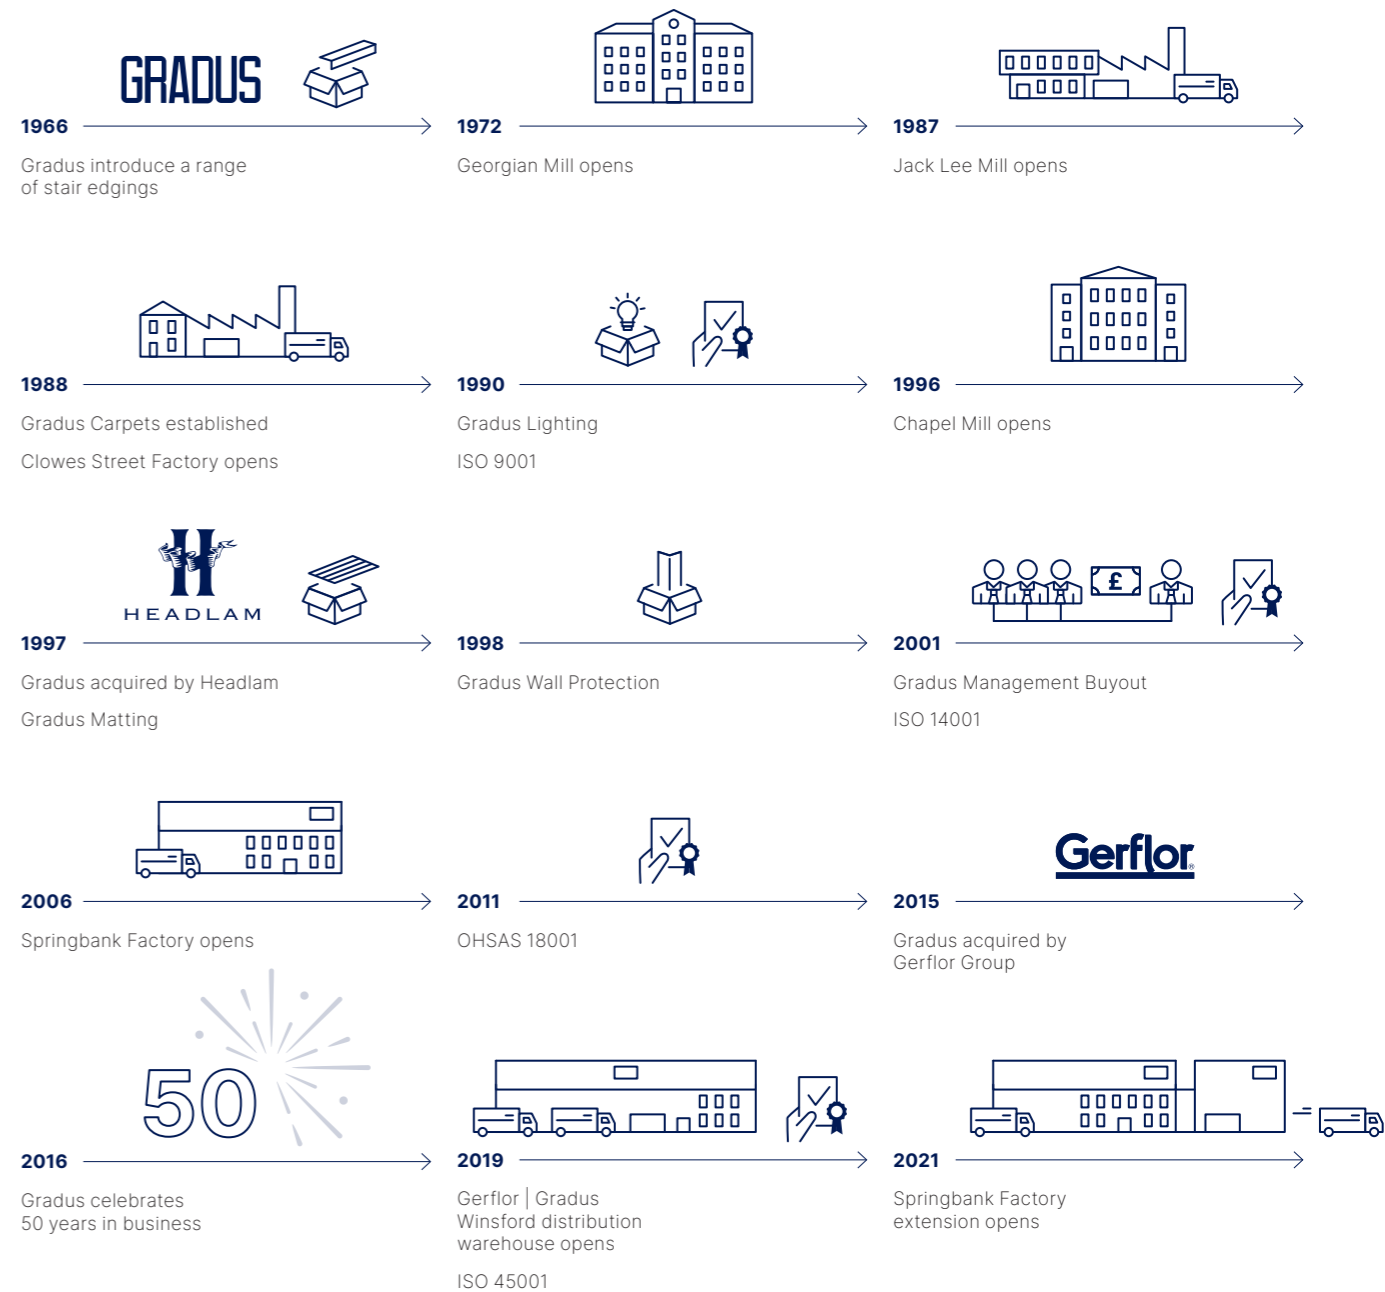 GRADUS
1966
Gradus introduce a range
of stair edgings
1972
Georgian Mill opens
1987
Jack Lee Mill opens
1988
Gradus Carpets established
Clowes Street Factory opens
1990
Gradus Lighting
ISO 9001
1996
Chapel Mill opens
H
HEADLAM
1997
Gradus acquired by Headlam
Gradus Matting
1998
Gradus Wall Protection
£
2001
Gradus Management Buyout
ISO 14001
2006
Springbank Factory opens
2011
OHSAS 18001
Gerflor®
2015
Gradus acquired by
Gerflor Group
50
2016
Gradus celebrates
50 years in business
2019
Gerflor | Gradus
Winsford distribution
warehouse opens
ISO 45001
2021
Springbank Factory
extension opens